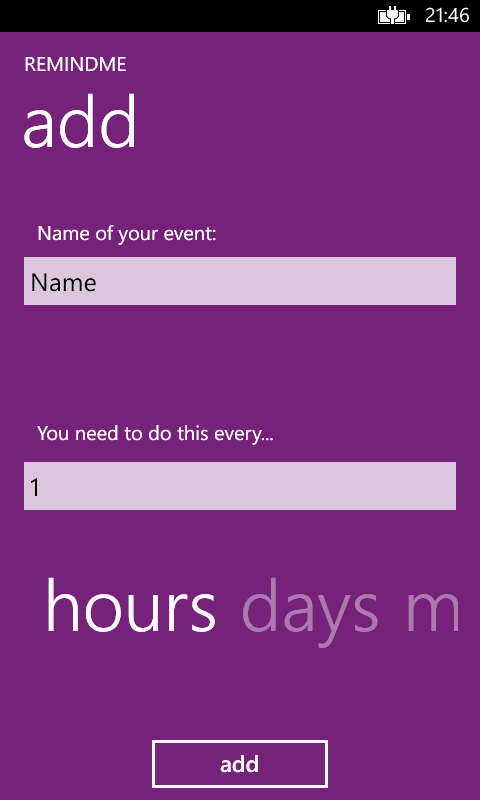 21:46
REMINDME
add
Name of your event:
Name
You need to do this every...
1
hours days m
add